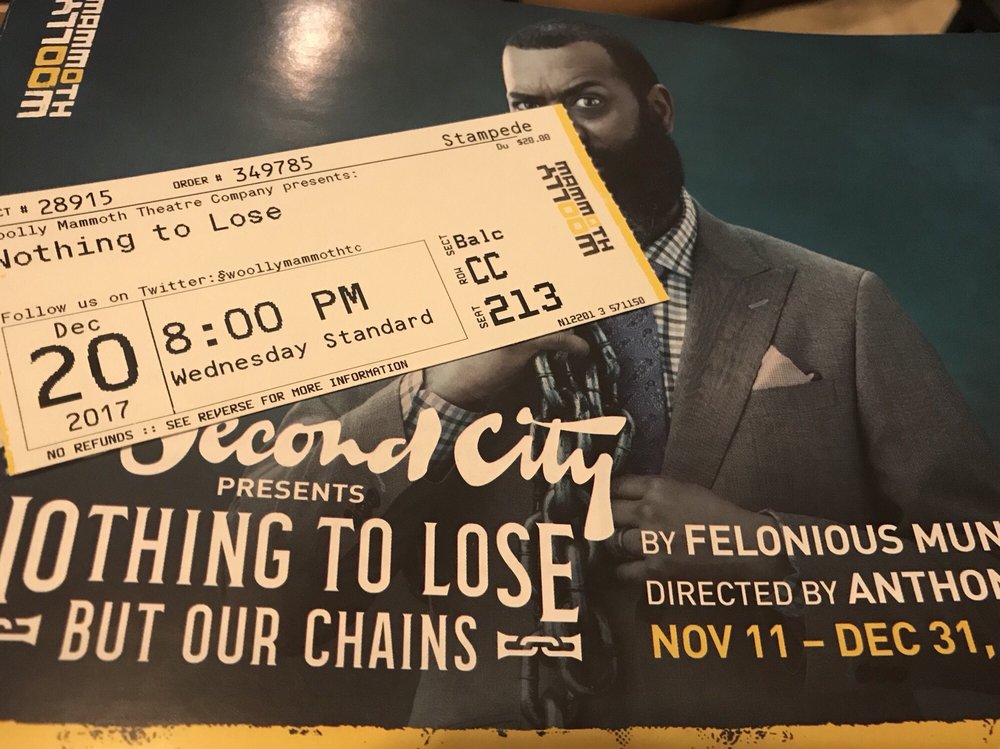 WOOLLY
MAMMOTH
Stampede
Du $20.00
CT # 28915 ORDER # 349785
oolly Mammoth Theatre Company presents:
Nothing to Lose
Follow us on Twitter:§woollymammothtc
Dec
20
2017
8:00 PM
Wednesday Standard
SECT Balc
ROW CC
SEAT 213
N12201 3 571150
NO REFUNDS :: SEE REVERSE FOR MORE INFORMATION
WOOLLY
MAMMOTH
Second City
PRESENTS
NOTHING TO LOSE
BUT OUR CHAINS
BY FELONIOUS MUN
DIRECTED BY ANTHON
NOV 11 – DEC 31,